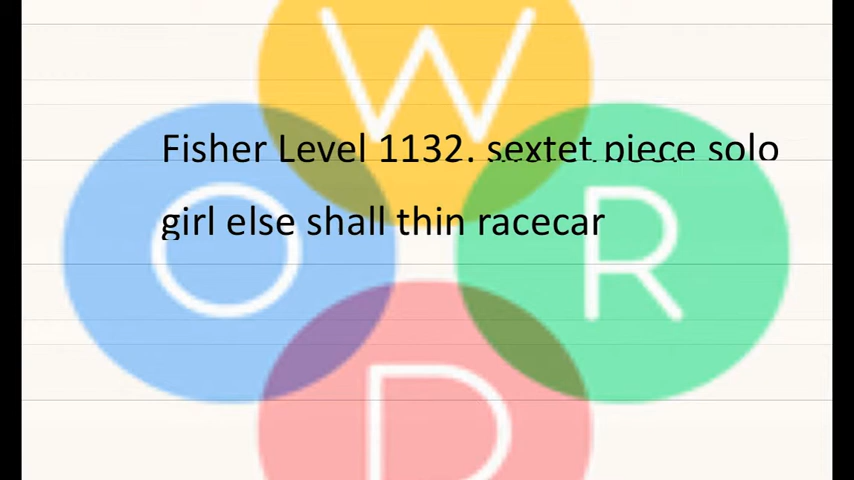 W
Fisher Level 1132. sextet piece solo
girl else shall thin racecar
O R
D